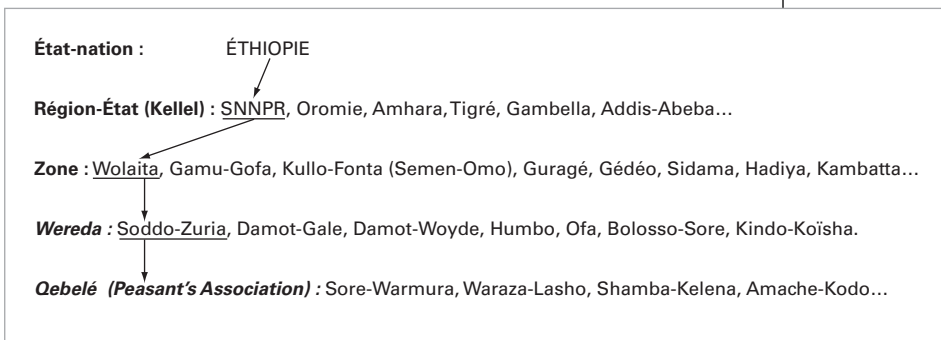 État-nation : ÉTHIOPIE
Région-État (Kellel) : SNNPR, Oromie, Amhara, Tigré, Gambella, Addis-Abeba…
Zone : Wolaita, Gamu-Gofa, Kullo-Fonta (Semen-Omo), Guragé, Gédéo, Sidama, Hadiya, Kambatta…
Wereda : Soddo-Zuria, Damot-Gale, Damot-Woyde, Humbo, Ofa, Bolosso-Sore, Kindo-Koïsha.
Qebelé (Peasant's Association) : Sore-Warmura, Waraza-Lasho, Shamba-Kelena, Amache-Kodo…